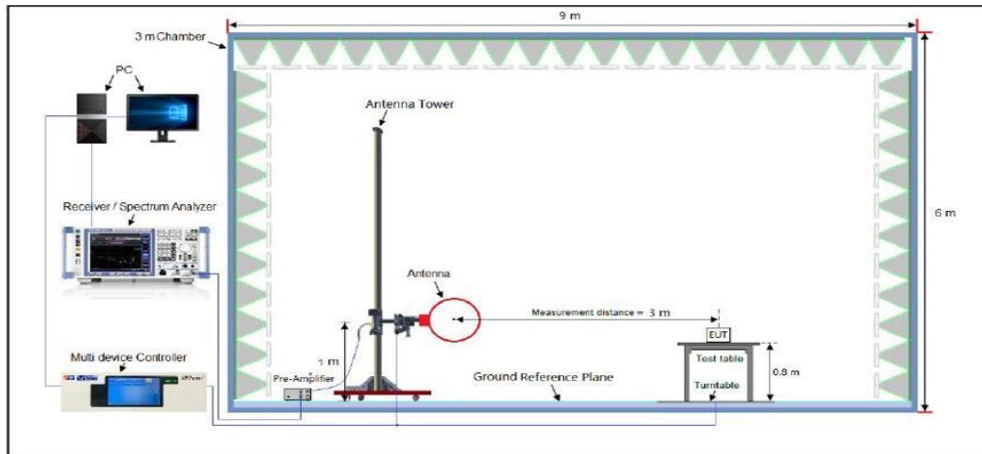 9 m
3 m Chamber
PC
Antenna Tower
6 m
Receiver / Spectrum Analyzer
Antenna
Measurement distance = 3 m
EUT
1 m
Multi device Controller
Test table
0.8 m
Pre-Amplifier
Ground Reference Plane
Turntable